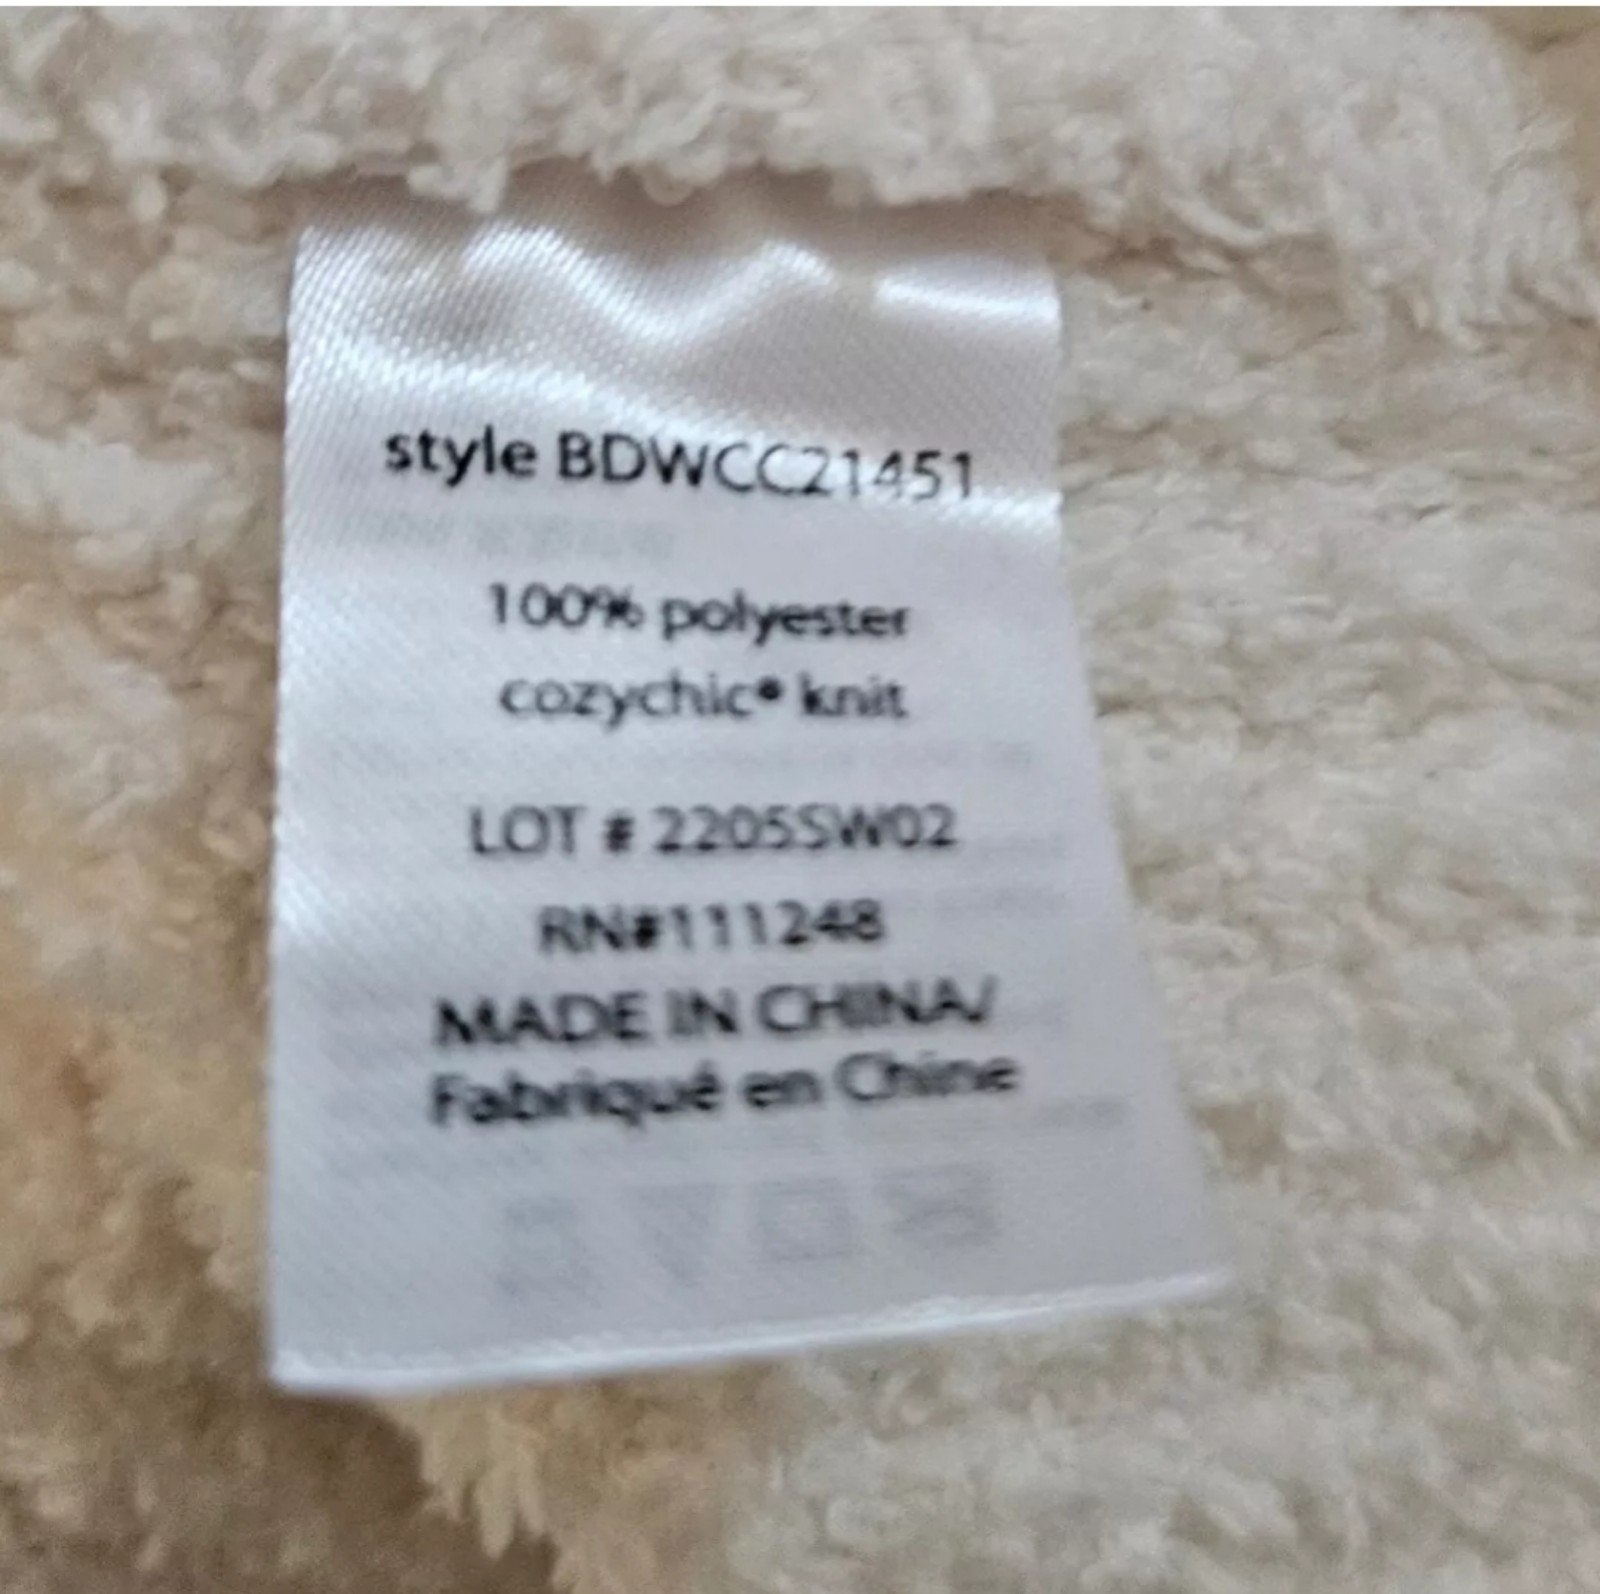 style BDWCC21451
100% polyester
cozychic® knit
LOT # 2205SW02
RN#111248
MADE IN CHINA/
Fabriqué en Chine